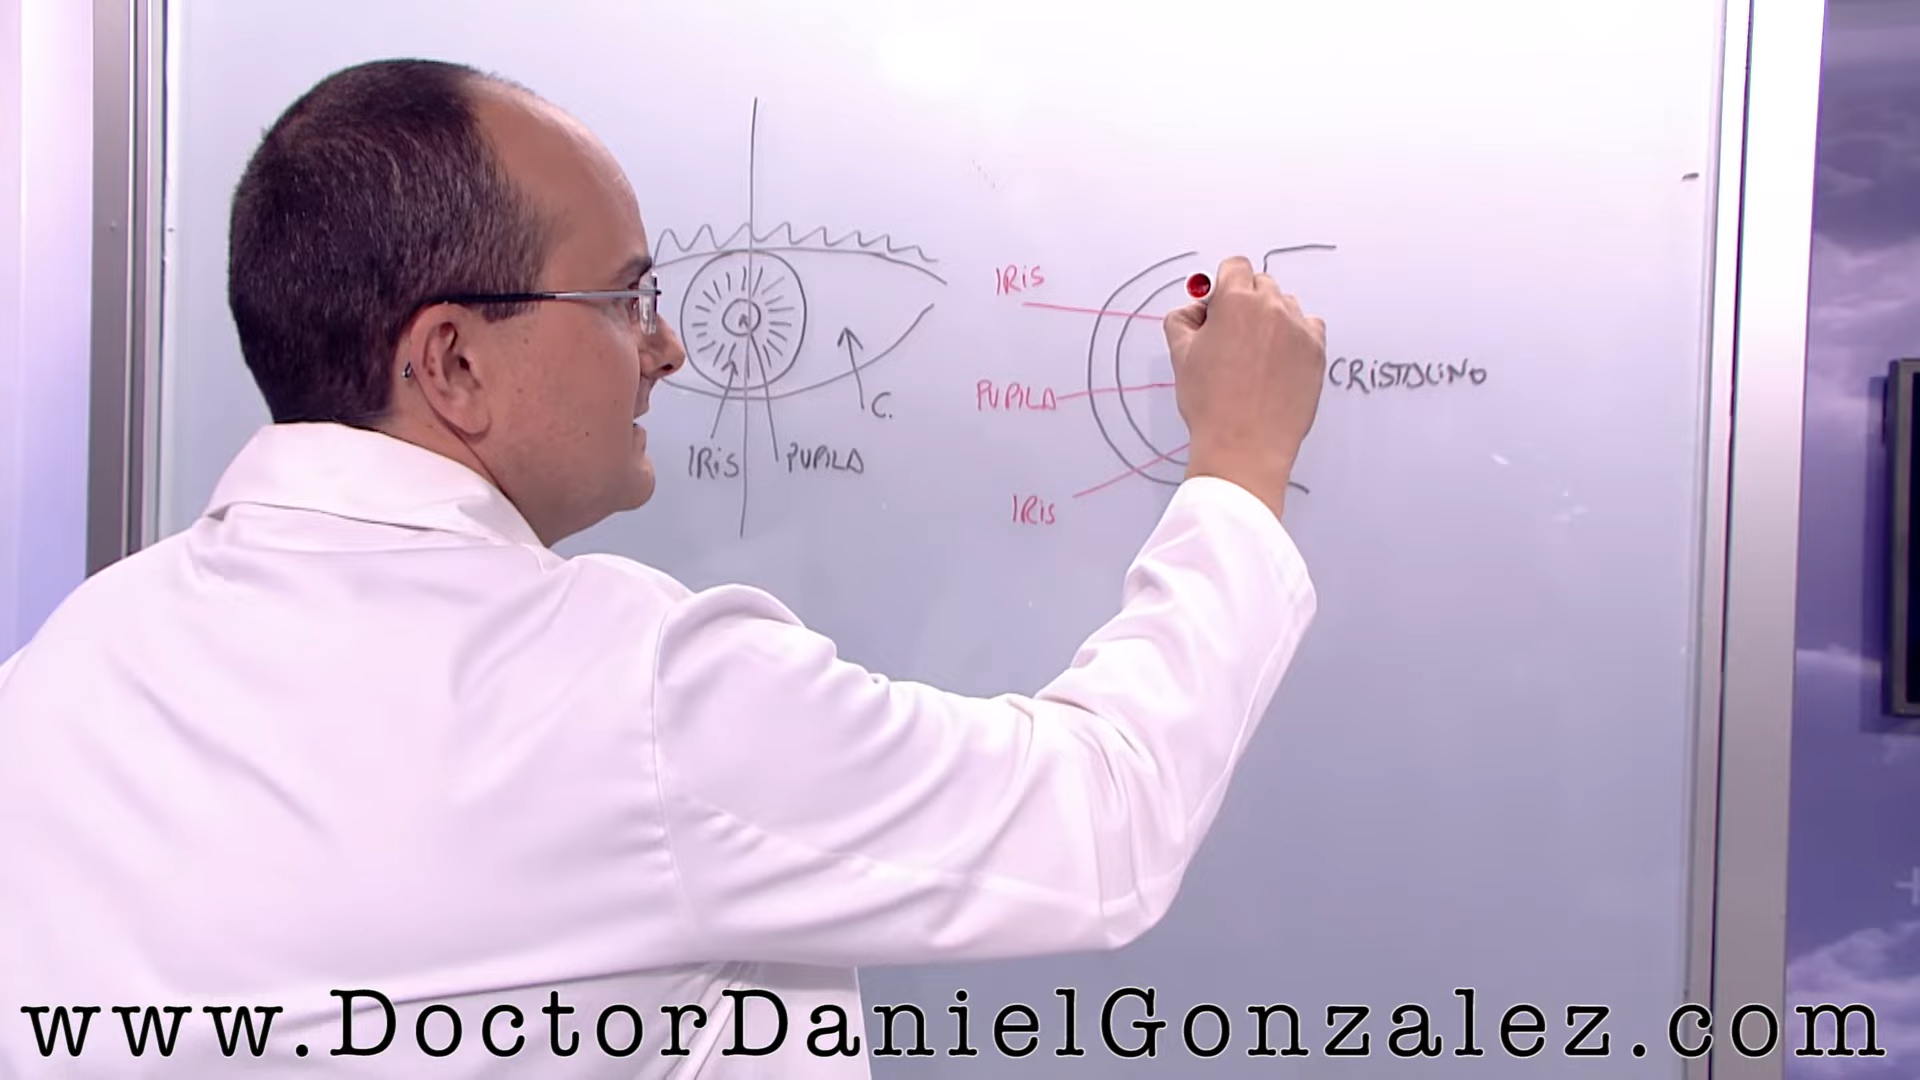 IRiS
PUPILA
C.
IRiS
PUPILA
IRiS
CRiSTALiNO
www.DoctorDanielGonzalez.com